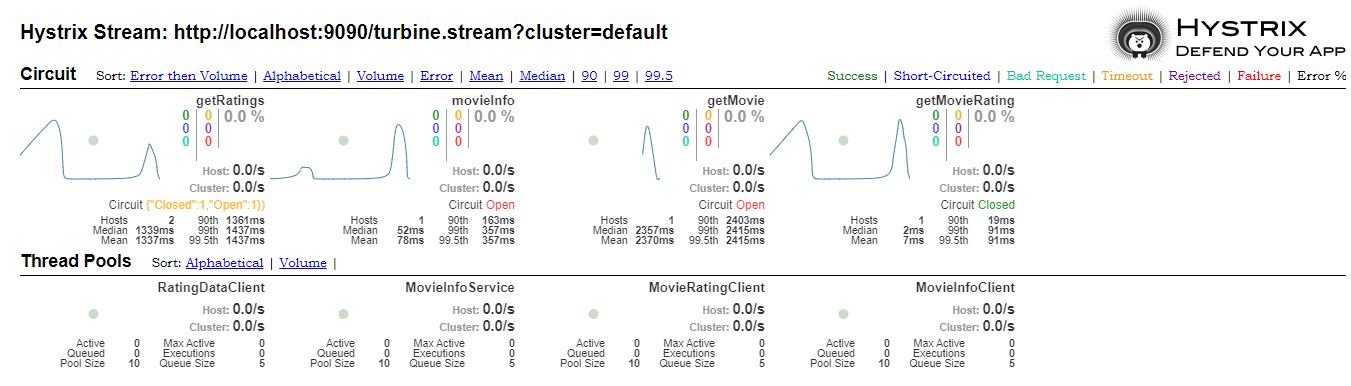 Hystrix Stream: http://localhost:9090/turbine.stream?cluster=default
HYSTRIX
DEFEND YOUR APP
Circuit Sort: Error then Volume | Alphabetical | Volume | Error | Mean | Median | 90 | 99 | 99.5
Success | Short-Circuited | Bad Request | Timeout | Rejected | Failure | Error %
getRatings
0 0 0.0 %
0 0
0 0
Host: 0.0/s
Cluster: 0.0/s
Circuit {"Closed":1,"Open":1})
Hosts 2 90th 1361ms
Median 1339ms 99th 1437ms
Mean 1337ms 99.5th 1437ms
movieInfo
0 0 0.0 %
0 0
0 0
Host: 0.0/s
Cluster: 0.0/s
Circuit Open
Hosts 1 90th 163ms
Median 52ms 99th 357ms
Mean 78ms 99.5th 357ms
getMovie
0 0 0.0 %
0 0
0 0
Host: 0.0/s
Cluster: 0.0/s
Circuit Open
Hosts 1 90th 2403ms
Median 2357ms 99th 2415ms
Mean 2370ms 99.5th 2415ms
getMovieRating
0 0 0.0 %
0 0
0 0
Host: 0.0/s
Cluster: 0.0/s
Circuit Closed
Hosts 1 90th 19ms
Median 2ms 99th 91ms
Mean 7ms 99.5th 91ms
Thread Pools Sort: Alphabetical | Volume |
RatingDataClient
Host: 0.0/s
Cluster: 0.0/s
Active 0 Max Active 0
Queued 0 Executions 0
Pool Size 10 Queue Size 5
MovieInfoService
Host: 0.0/s
Cluster: 0.0/s
Active 0 Max Active 0
Queued 0 Executions 0
Pool Size 10 Queue Size 5
MovieRatingClient
Host: 0.0/s
Cluster: 0.0/s
Active 0 Max Active 0
Queued 0 Executions 0
Pool Size 10 Queue Size 5
MovieInfoClient
Host: 0.0/s
Cluster: 0.0/s
Active 0 Max Active 0
Queued 0 Executions 0
Pool Size 10 Queue Size 5